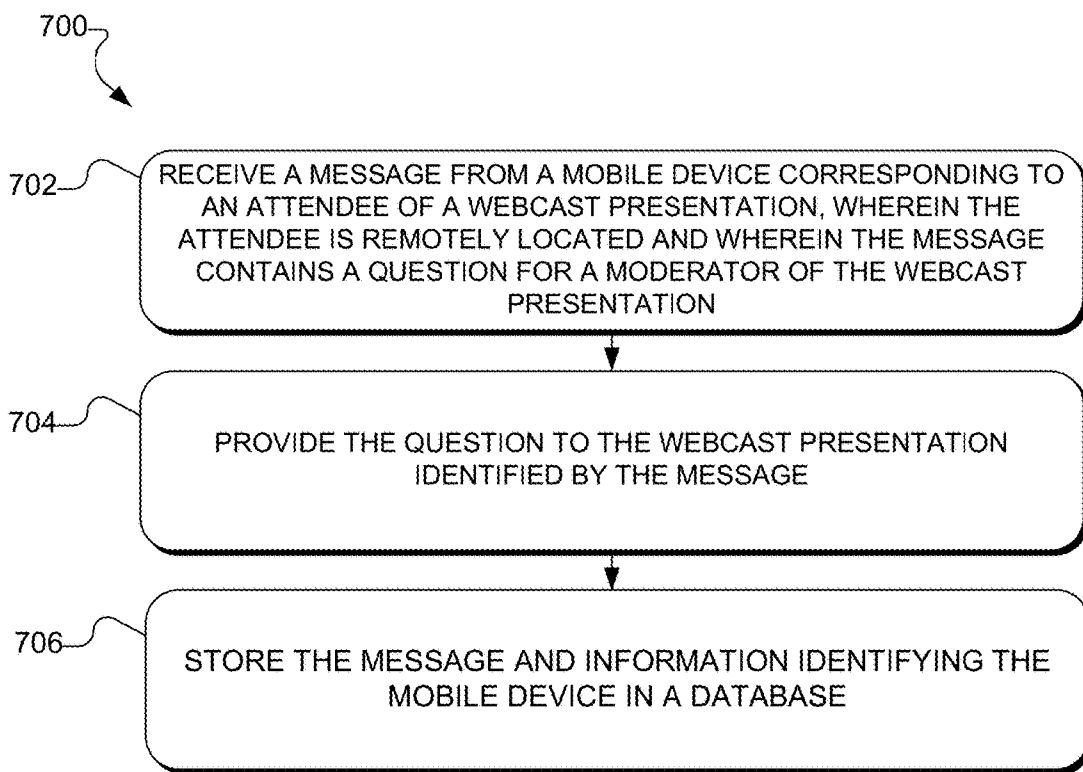 700
702
RECEIVE A MESSAGE FROM A MOBILE DEVICE CORRESPONDING TO
AN ATTENDEE OF A WEBCAST PRESENTATION, WHEREIN THE
ATTENDEE IS REMOTELY LOCATED AND WHEREIN THE MESSAGE
CONTAINS A QUESTION FOR A MODERATOR OF THE WEBCAST
PRESENTATION
704
PROVIDE THE QUESTION TO THE WEBCAST PRESENTATION
IDENTIFIED BY THE MESSAGE
706
STORE THE MESSAGE AND INFORMATION IDENTIFYING THE
MOBILE DEVICE IN A DATABASE